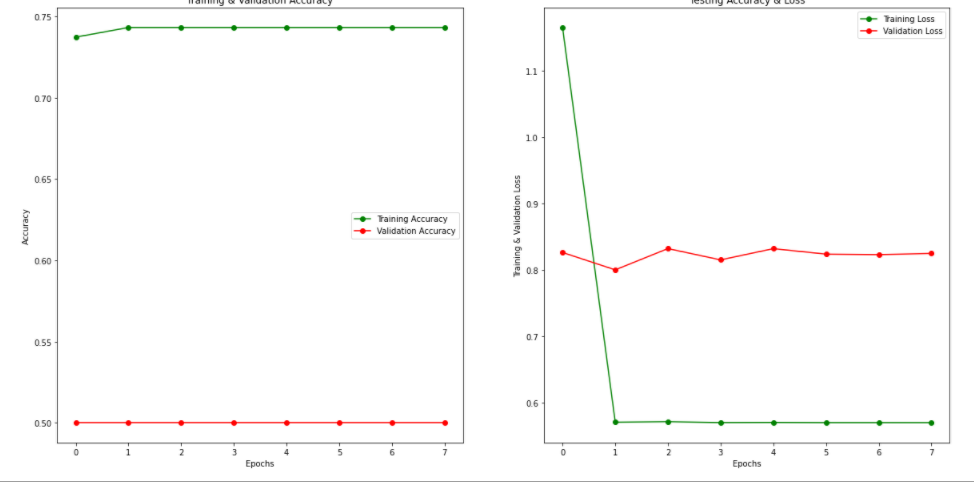 Training & Validation Accuracy
0.75
0.70
0.65
0.60
0.55
0.50
Accuracy
Training Accuracy
Validation Accuracy
0 1 2 3 4 5 6 7
Epochs
Testing Accuracy & Loss
1.1
1.0
0.9
0.8
0.7
0.6
Training & Validation Loss
Training Loss
Validation Loss
0 1 2 3 4 5 6 7
Epochs